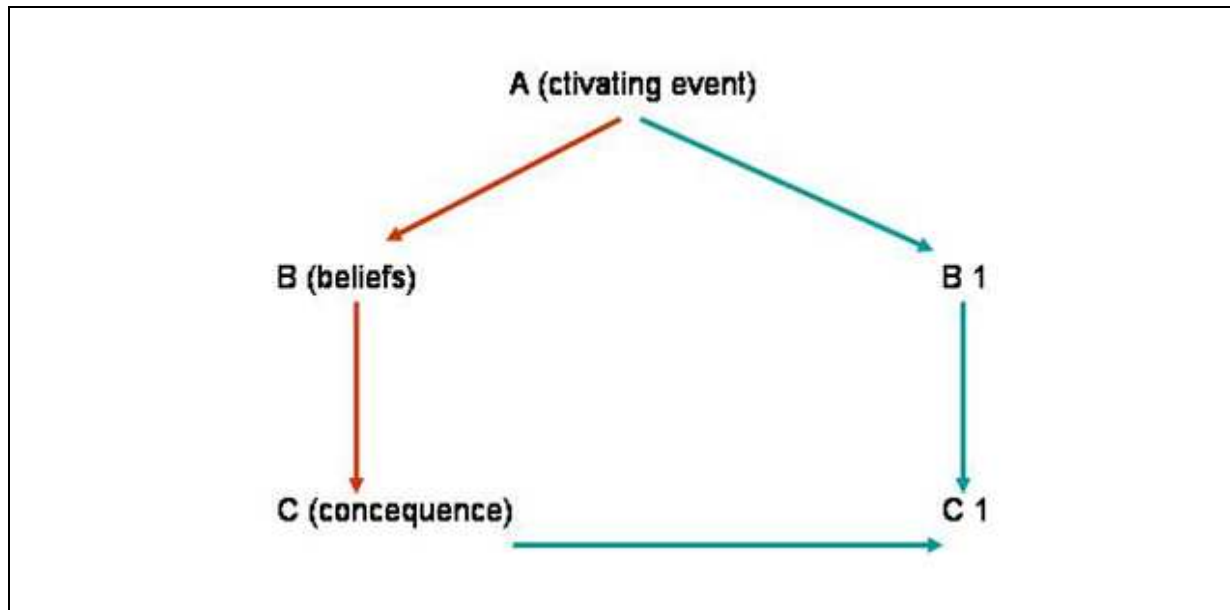 A (ctivating event)
B (beliefs)
B 1
C (concequence)
C 1